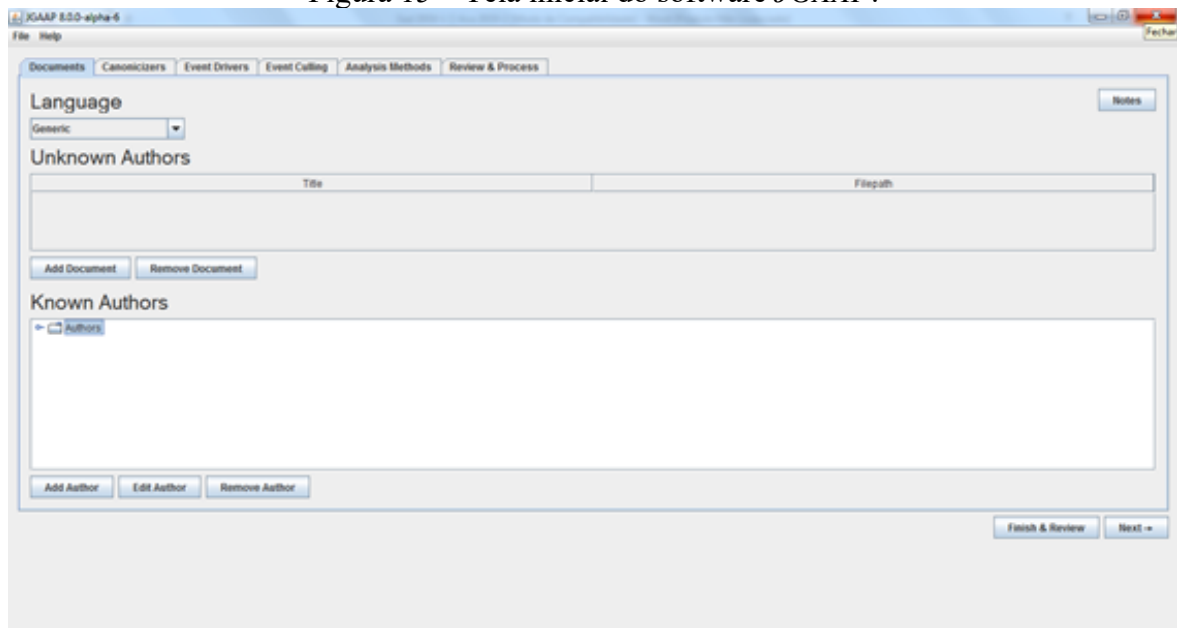 Figura 15 – Tela inicial do software JGAAP.
JGAAP 8.0.0-alpha-6
File Help
Fechar
Documents Canonicizers Event Drivers Event Culling Analysis Methods Review & Process
Language
Notes
Generic
Unknown Authors
Title Filepath
Add Document Remove Document
Known Authors
Authors
Add Author Edit Author Remove Author
Finish & Review Next →